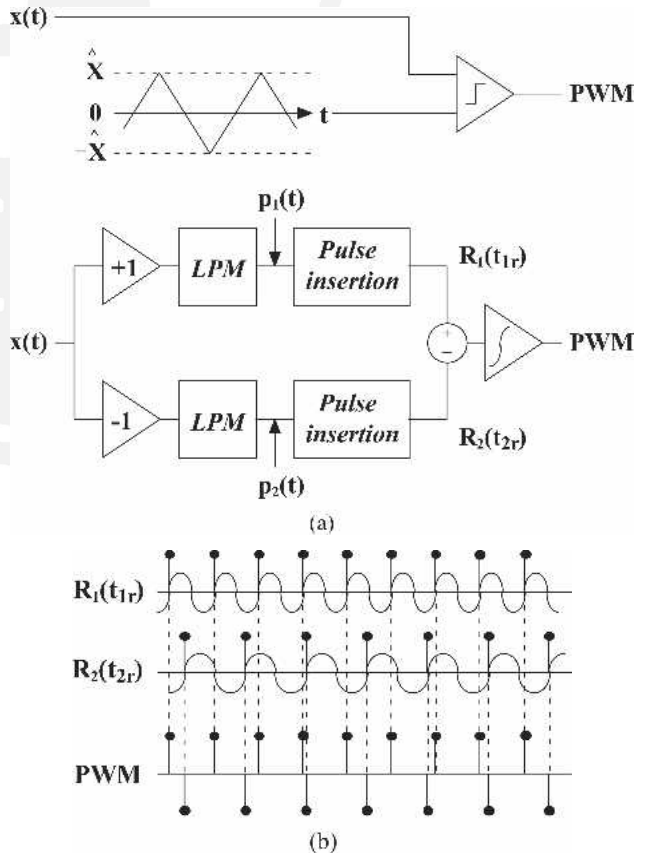 x(t)
^
X
0
t
−X̂
PWM
p₁(t)
+1
LPM
Pulse
insertion
R₁(t₁ᵣ)
x(t)
+
−
PWM
-1
LPM
Pulse
insertion
R₂(t₂ᵣ)
p₂(t)
(a)
R₁(t₁ᵣ)
R₂(t₂ᵣ)
PWM
(b)